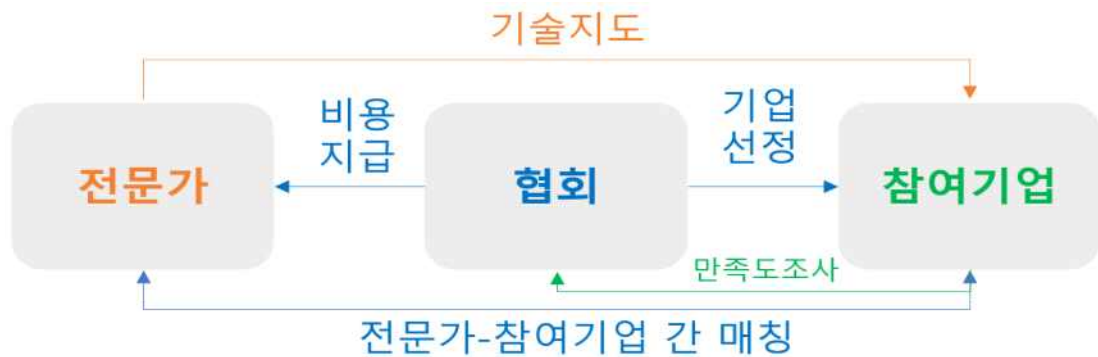 기술지도
비용
지급
기업
선정
전문가
협회
참여기업
만족도조사
전문가-참여기업 간 매칭